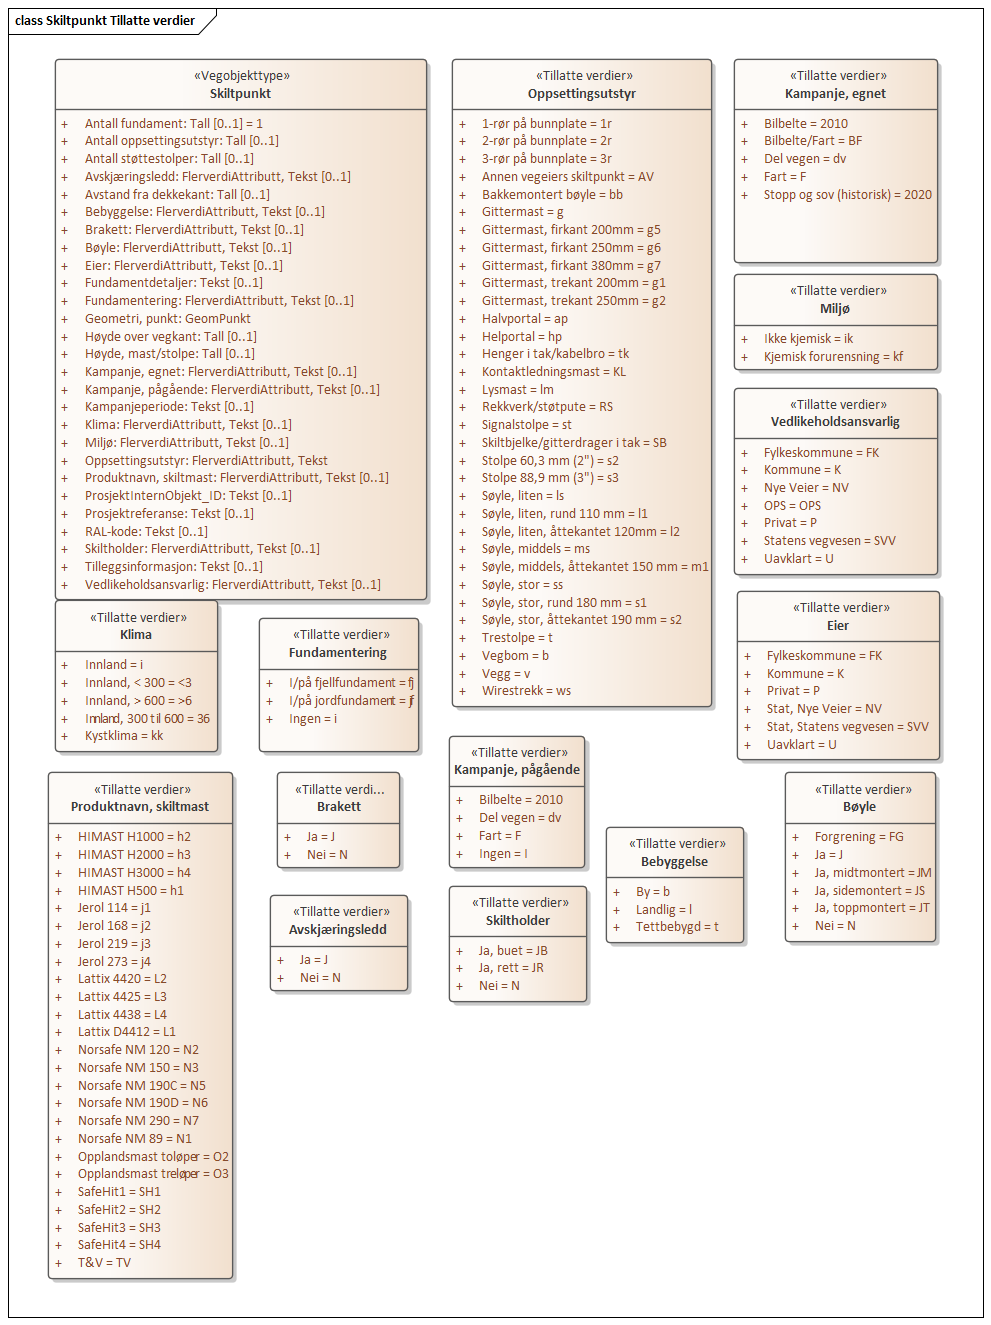 class Skiltpunkt Tillatte verdier
«Vegobjekttype»
Skiltpunkt
+ Antall fundament: Tall [0..1] = 1
+ Antall oppsettingsutstyr: Tall [0..1]
+ Antall støttestolper: Tall [0..1]
+ Avskjæringsledd: FlerverdiAttributt, Tekst [0..1]
+ Avstand fra dekkekant: Tall [0..1]
+ Bebyggelse: FlerverdiAttributt, Tekst [0..1]
+ Brakett: FlerverdiAttributt, Tekst [0..1]
+ Bøyle: FlerverdiAttributt, Tekst [0..1]
+ Eier: FlerverdiAttributt, Tekst [0..1]
+ Fundamentdetaljer: Tekst [0..1]
+ Fundamentering: FlerverdiAttributt, Tekst [0..1]
+ Geometri, punkt: GeomPunkt
+ Høyde over vegkant: Tall [0..1]
+ Høyde, mast/stolpe: Tall [0..1]
+ Kampanje, egnet: FlerverdiAttributt, Tekst [0..1]
+ Kampanje, pågående: FlerverdiAttributt, Tekst [0..1]
+ Kampanjeperiode: Tekst [0..1]
+ Klima: FlerverdiAttributt, Tekst [0..1]
+ Miljø: FlerverdiAttributt, Tekst [0..1]
+ Oppsettingsutstyr: FlerverdiAttributt, Tekst
+ Produktnavn, skiltmast: FlerverdiAttributt, Tekst [0..1]
+ ProsjektInternObjekt_ID: Tekst [0..1]
+ Prosjektreferanse: Tekst [0..1]
+ RAL-kode: Tekst [0..1]
+ Skiltholder: FlerverdiAttributt, Tekst [0..1]
+ Tilleggsinformasjon: Tekst [0..1]
+ Vedlikeholdsansvarlig: FlerverdiAttributt, Tekst [0..1]
«Tillatte verdier»
Oppsettingsutstyr
+ 1-rør på bunnplate = 1r
+ 2-rør på bunnplate = 2r
+ 3-rør på bunnplate = 3r
+ Annen vegeiers skiltpunkt = AV
+ Bakkemontert bøyle = bb
+ Gittermast = g
+ Gittermast, firkant 200mm = g5
+ Gittermast, firkant 250mm = g6
+ Gittermast, firkant 380mm = g7
+ Gittermast, trekant 200mm = g1
+ Gittermast, trekant 250mm = g2
+ Halvportal = ap
+ Helportal = hp
+ Henger i tak/kabelbro = tk
+ Kontaktledningsmast = KL
+ Lysmast = lm
+ Rekkverk/støtpute = RS
+ Signalstolpe = st
+ Skiltbjelke/gitterdrager i tak = SB
+ Stolpe 60,3 mm (2") = s2
+ Stolpe 88,9 mm (3") = s3
+ Søyle, liten = ls
+ Søyle, liten, rund 110 mm = l1
+ Søyle, liten, åttekantet 120mm = l2
+ Søyle, middels = ms
+ Søyle, middels, åttekantet 150 mm = m1
+ Søyle, stor = ss
+ Søyle, stor, rund 180 mm = s1
+ Søyle, stor, åttekantet 190 mm = s2
+ Trestolpe = t
+ Vegbom = b
+ Vegg = v
+ Wirestrekk = ws
«Tillatte verdier»
Kampanje, egnet
+ Bilbelte = 2010
+ Bilbelte/Fart = BF
+ Del vegen = dv
+ Fart = F
+ Stopp og sov (historisk) = 2020
«Tillatte verdier»
Miljø
+ Ikke kjemisk = ik
+ Kjemisk forurensning = kf
«Tillatte verdier»
Vedlikeholdsansvarlig
+ Fylkeskommune = FK
+ Kommune = K
+ Nye Veier = NV
+ OPS = OPS
+ Privat = P
+ Statens vegvesen = SVV
+ Uavklart = U
«Tillatte verdier»
Eier
+ Fylkeskommune = FK
+ Kommune = K
+ Privat = P
+ Stat, Nye Veier = NV
+ Stat, Statens vegvesen = SVV
+ Uavklart = U
«Tillatte verdier»
Klima
+ Innland = i
+ Innland, < 300 = <3
+ Innland, > 600 = >6
+ Innland, 300 til 600 = 36
+ Kystklima = kk
«Tillatte verdier»
Fundamentering
+ I/på fjellfundament = fj
+ I/på jordfundament = jf
+ Ingen = i
«Tillatte verdier»
Produktnavn, skiltmast
+ HIMAST H1000 = h2
+ HIMAST H2000 = h3
+ HIMAST H3000 = h4
+ HIMAST H500 = h1
+ Jerol 114 = j1
+ Jerol 168 = j2
+ Jerol 219 = j3
+ Jerol 273 = j4
+ Lattix 4420 = L2
+ Lattix 4425 = L3
+ Lattix 4438 = L4
+ Lattix D4412 = L1
+ Norsafe NM 120 = N2
+ Norsafe NM 150 = N3
+ Norsafe NM 190C = N5
+ Norsafe NM 190D = N6
+ Norsafe NM 290 = N7
+ Norsafe NM 89 = N1
+ Opplandsmast toløper = O2
+ Opplandsmast treløper = O3
+ SafeHit1 = SH1
+ SafeHit2 = SH2
+ SafeHit3 = SH3
+ SafeHit4 = SH4
+ T&V = TV
«Tillatte verdi...
Brakett
+ Ja = J
+ Nei = N
«Tillatte verdier»
Avskjæringsledd
+ Ja = J
+ Nei = N
«Tillatte verdier»
Kampanje, pågående
+ Bilbelte = 2010
+ Del vegen = dv
+ Fart = F
+ Ingen = I
«Tillatte verdier»
Skiltholder
+ Ja, buet = JB
+ Ja, rett = JR
+ Nei = N
«Tillatte verdier»
Bebyggelse
+ By = b
+ Landlig = l
+ Tettbebygd = t
«Tillatte verdier»
Bøyle
+ Forgrening = FG
+ Ja = J
+ Ja, midtmontert = JM
+ Ja, sidemontert = JS
+ Ja, toppmontert = JT
+ Nei = N